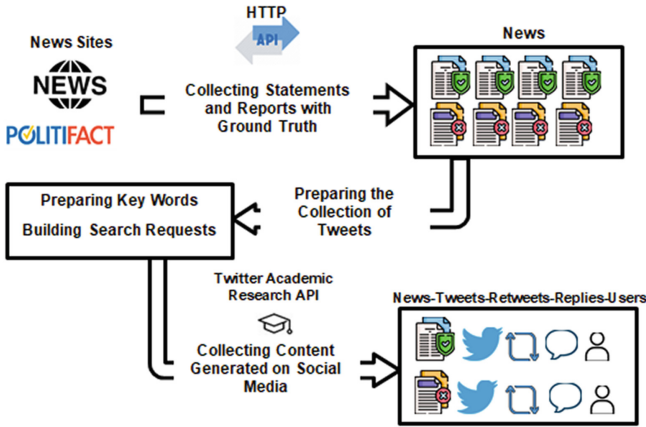 HTTP
API
News Sites
NEWS
POLITIFACT
Collecting Statements
and Reports with
Ground Truth
News
Preparing the
Collection of
Tweets
Preparing Key Words
Building Search Requests
Twitter Academic
Research API
Collecting Content
Generated on Social
Media
News-Tweets-Retweets-Replies-Users